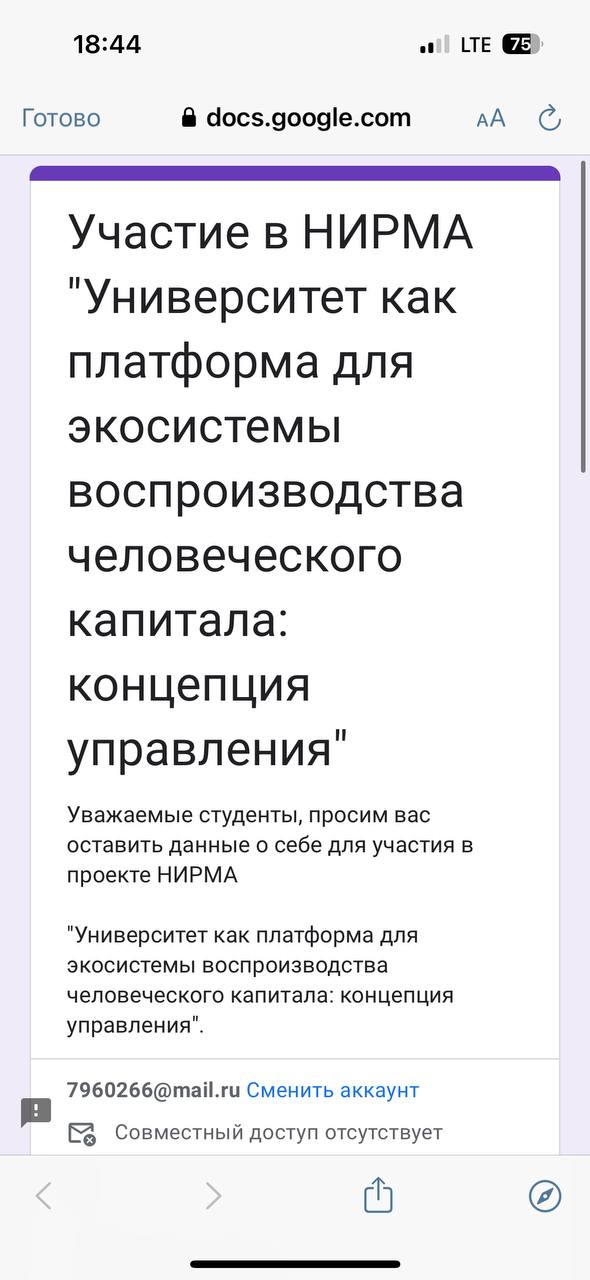 18:44
LTE
75
Готово
docs.google.com
AA
Участие в НИРМА
"Университет как
платформа для
экосистемы
воспроизводства
человеческого
капитала:
концепция
управления"
Уважаемые студенты, просим вас
оставить данные о себе для участия в
проекте НИРМА
"Университет как платформа для
экосистемы воспроизводства
человеческого капитала: концепция
управления".
7960266@mail.ru Сменить аккаунт
Совместный доступ отсутствует